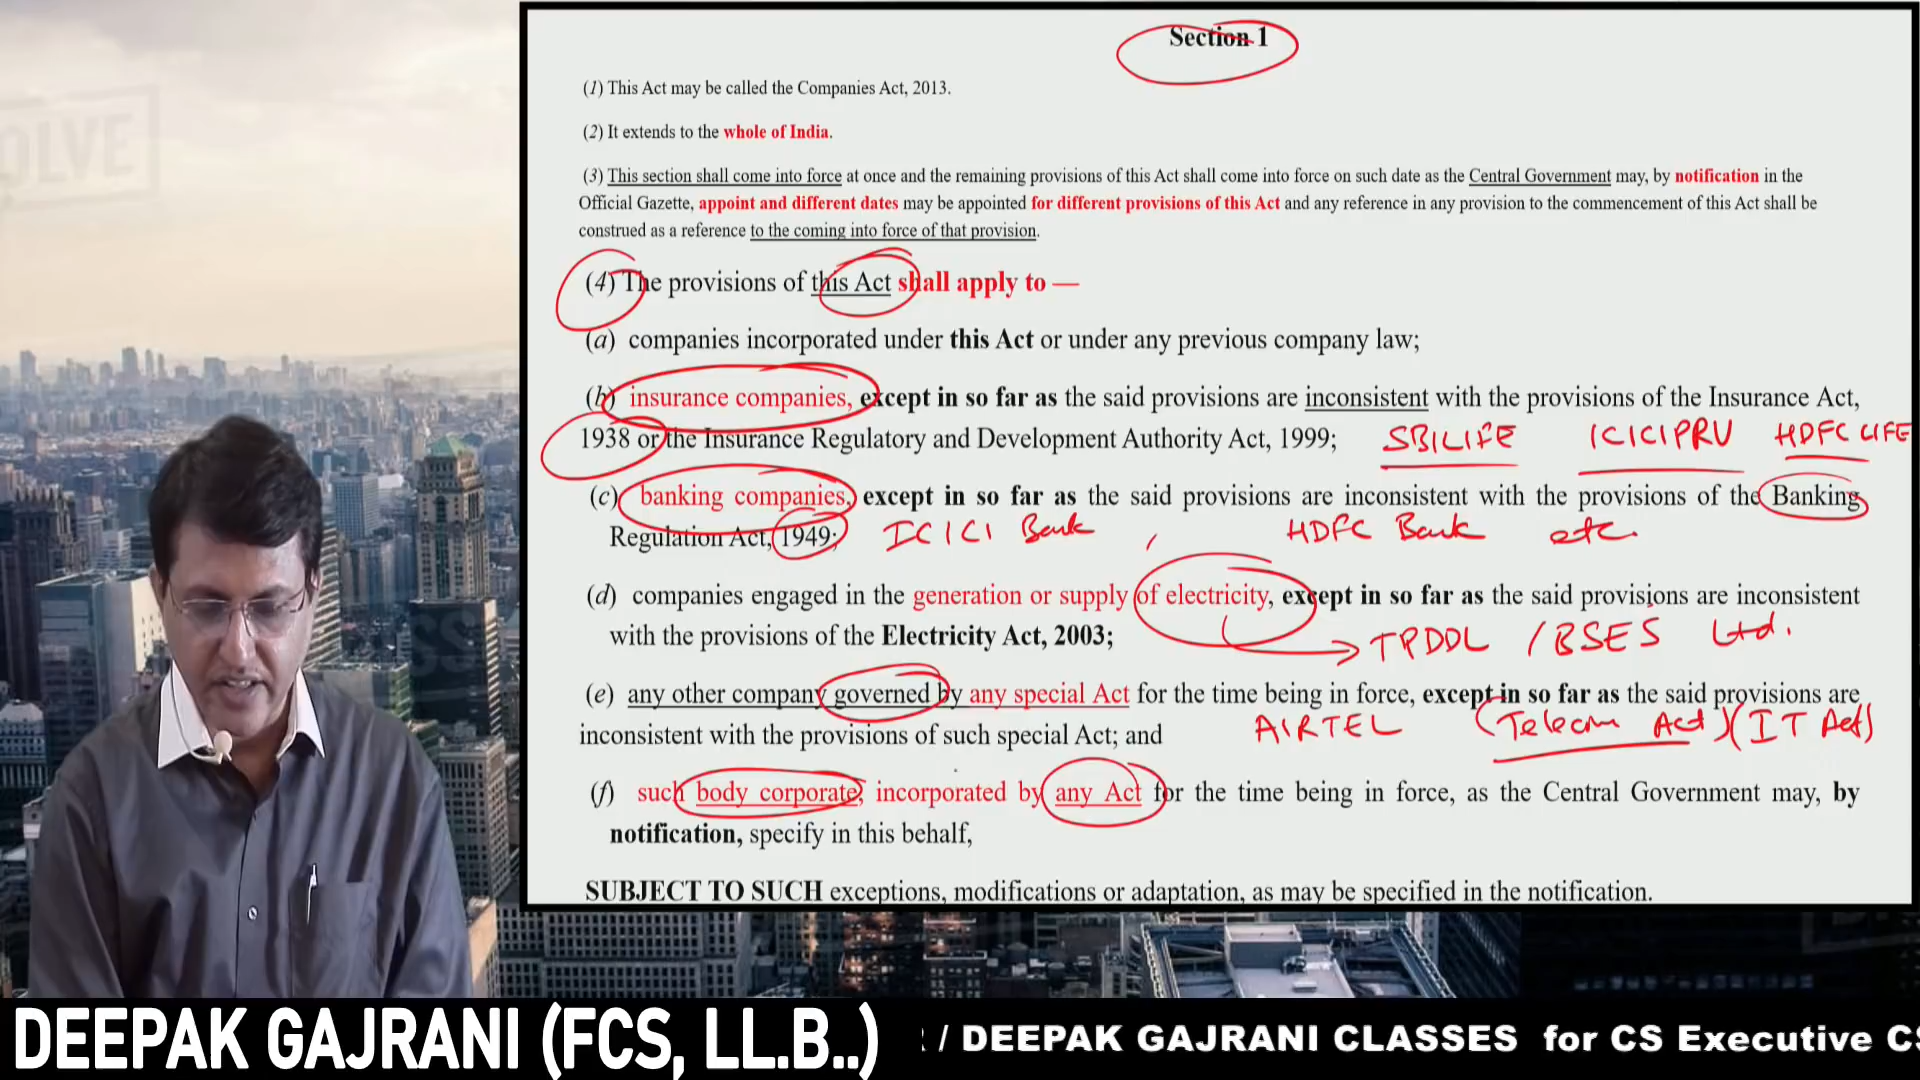 OLVE
Section 1
(1) This Act may be called the Companies Act, 2013.
(2) It extends to the whole of India.
(3) This section shall come into force at once and the remaining provisions of this Act shall come into force on such date as the Central Government may, by notification in the
Official Gazette, appoint and different dates may be appointed for different provisions of this Act and any reference in any provision to the commencement of this Act shall be
construed as a reference to the coming into force of that provision.
(4) The provisions of this Act shall apply to —
(a) companies incorporated under this Act or under any previous company law;
(b) insurance companies, except in so far as the said provisions are inconsistent with the provisions of the Insurance Act,
1938 or the Insurance Regulatory and Development Authority Act, 1999; SBILIFE ICICIPRU HDFC LIFE
(c) banking companies, except in so far as the said provisions are inconsistent with the provisions of the Banking
Regulation Act, 1949; ICICI Bank , HDFC Bank etc.
(d) companies engaged in the generation or supply of electricity, except in so far as the said provisions are inconsistent
with the provisions of the Electricity Act, 2003; TPDDL / BSES Ltd.
(e) any other company governed by any special Act for the time being in force, except in so far as the said provisions are
inconsistent with the provisions of such special Act; and AIRTEL (Telecom Act) (IT Act)
(f) such body corporate, incorporated by any Act for the time being in force, as the Central Government may, by
notification, specify in this behalf,
SUBJECT TO SUCH exceptions, modifications or adaptation, as may be specified in the notification.
DEEPAK GAJRANI (FCS, LL.B..)
/ DEEPAK GAJRANI CLASSES for CS Executive CS